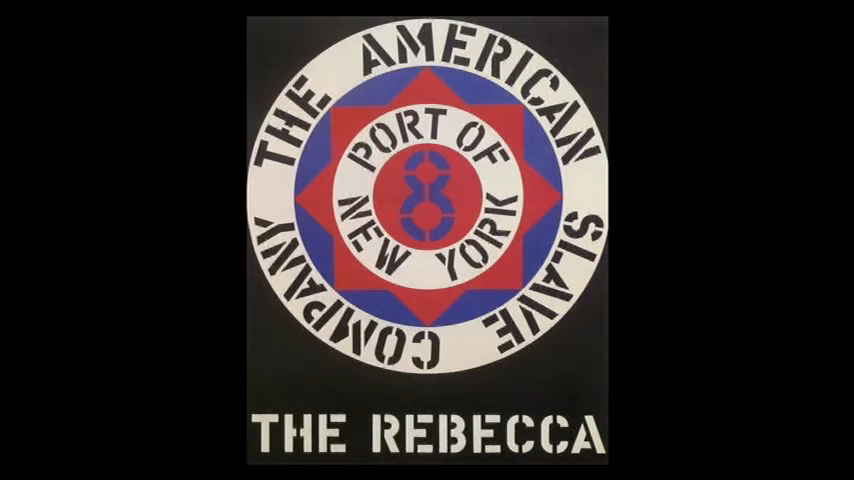 THE AMERICAN SLAVE COMPANY
PORT OF
NEW YORK
8
THE REBECCA